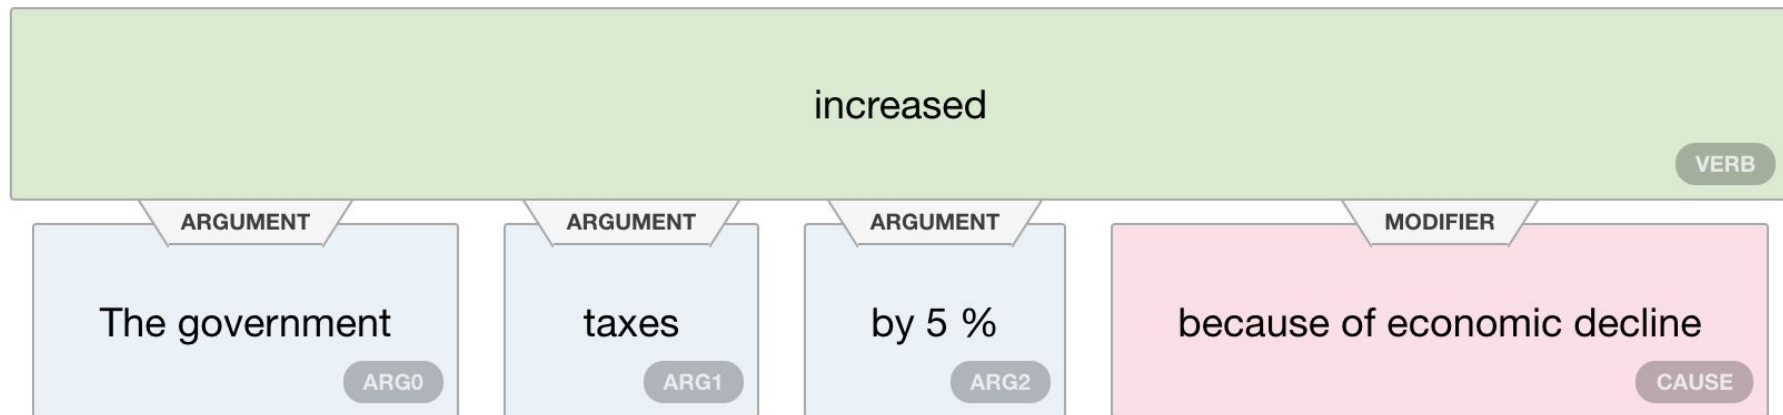 increased
VERB
ARGUMENT ARGUMENT ARGUMENT MODIFIER
The government taxes by 5 % because of economic decline
ARG0 ARG1 ARG2 CAUSE